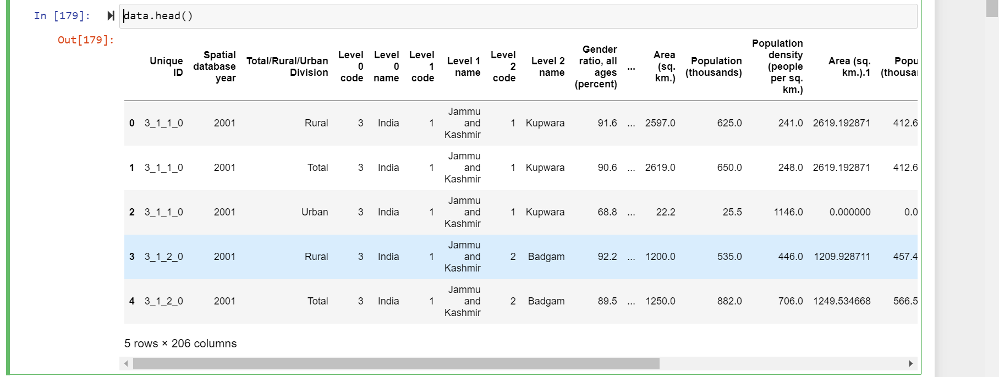 In [179]: data.head()
Out[179]:
Unique ID Spatial database year Total/Rural/Urban Division Level 0 code Level 0 name Level 1 code Level 1 name Level 2 code Level 2 name Gender ratio, all ages (percent) ... Area (sq. km.) Population (thousands) Population density (people per sq. km.) Area (sq. km.).1 Popu (thousa
0 3_1_1_0 2001 Rural 3 India 1 Jammu and Kashmir 1 Kupwara 91.6 ... 2597.0 625.0 241.0 2619.192871 412.6
1 3_1_1_0 2001 Total 3 India 1 Jammu and Kashmir 1 Kupwara 90.6 ... 2619.0 650.0 248.0 2619.192871 412.6
2 3_1_1_0 2001 Urban 3 India 1 Jammu and Kashmir 1 Kupwara 68.8 ... 22.2 25.5 1146.0 0.000000 0.0
3 3_1_2_0 2001 Rural 3 India 1 Jammu and Kashmir 2 Badgam 92.2 ... 1200.0 535.0 446.0 1209.928711 457.4
4 3_1_2_0 2001 Total 3 India 1 Jammu and Kashmir 2 Badgam 89.5 ... 1250.0 882.0 706.0 1249.534668 566.5
5 rows × 206 columns